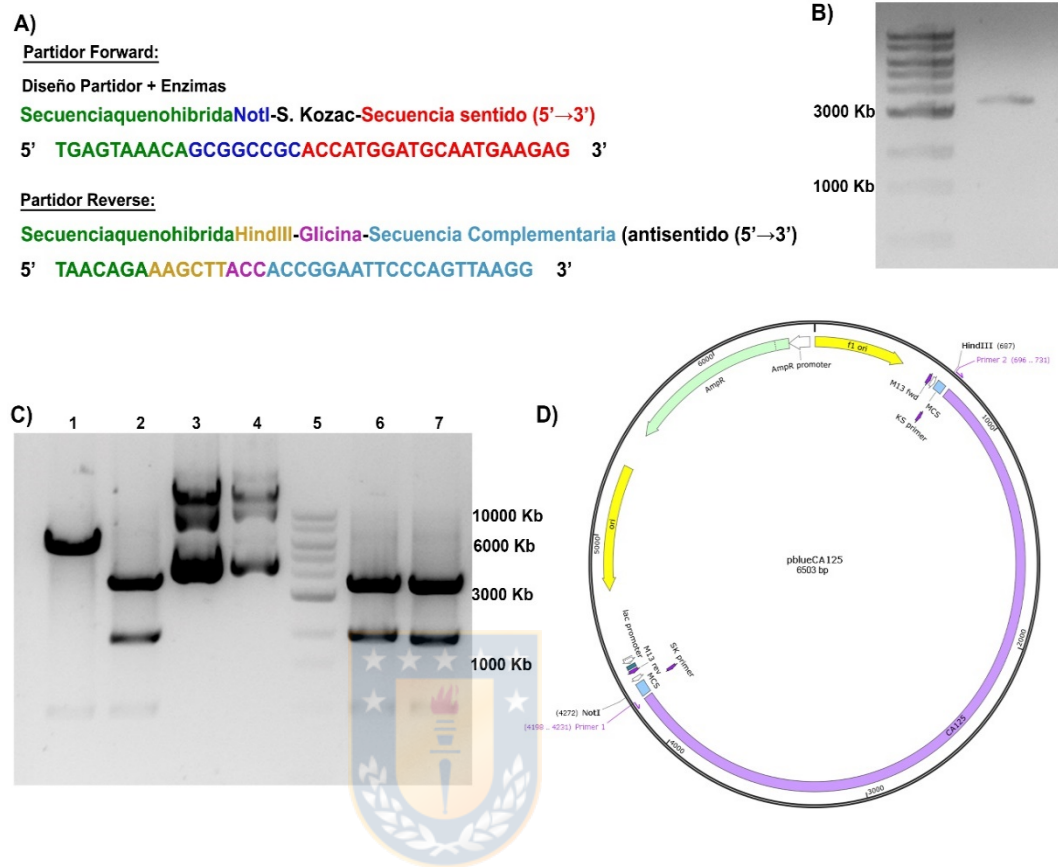 A)
Partidor Forward:
Diseño Partidor + Enzimas
SecuenciaquenohibridaNotI-S. Kozac-Secuencia sentido (5'→3')
5' TGAGTAAACAGCGGCCGCACCATGGATGCAATGAAGAG 3'
Partidor Reverse:
SecuenciaquenohibridaHindIII-Glicina-Secuencia Complementaria (antisentido (5'→3')
5' TAACAGAAAGCTTACCACCGGAATTCCCAGTTAAGG 3'
B)
3000 Kb
1000 Kb
C)
1 2 3 4 5 6 7
10000 Kb
6000 Kb
3000 Kb
1000 Kb
D)
f1 ori
HindIII (687)
Primer 2 (696 .. 731)
M13 fwd
MCS
KS primer
1000
CA125
2000
3000
4000
NotI (4272)
(4198 .. 4231) Primer 1
MCS
M13 rev
lac promoter
SK primer
ori
5000
AmpR
6000
AmpR promoter
pblueCA125
6503 bp